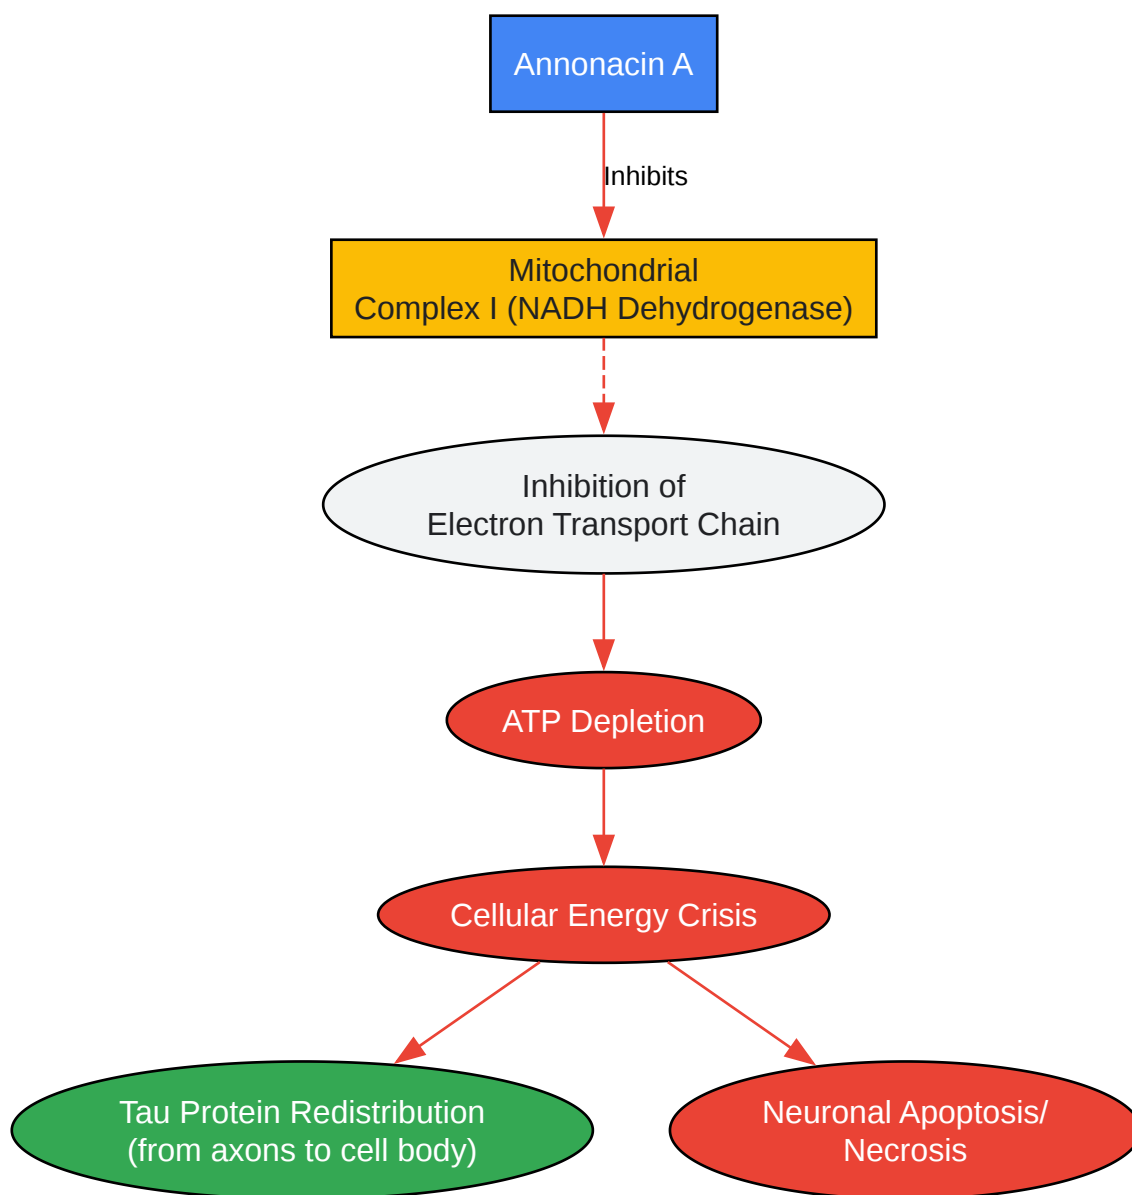 Annonacin A
Inhibits
Mitochondrial
Complex I (NADH Dehydrogenase)
Inhibition of
Electron Transport Chain
ATP Depletion
Cellular Energy Crisis
Tau Protein Redistribution
(from axons to cell body)
Neuronal Apoptosis/
Necrosis